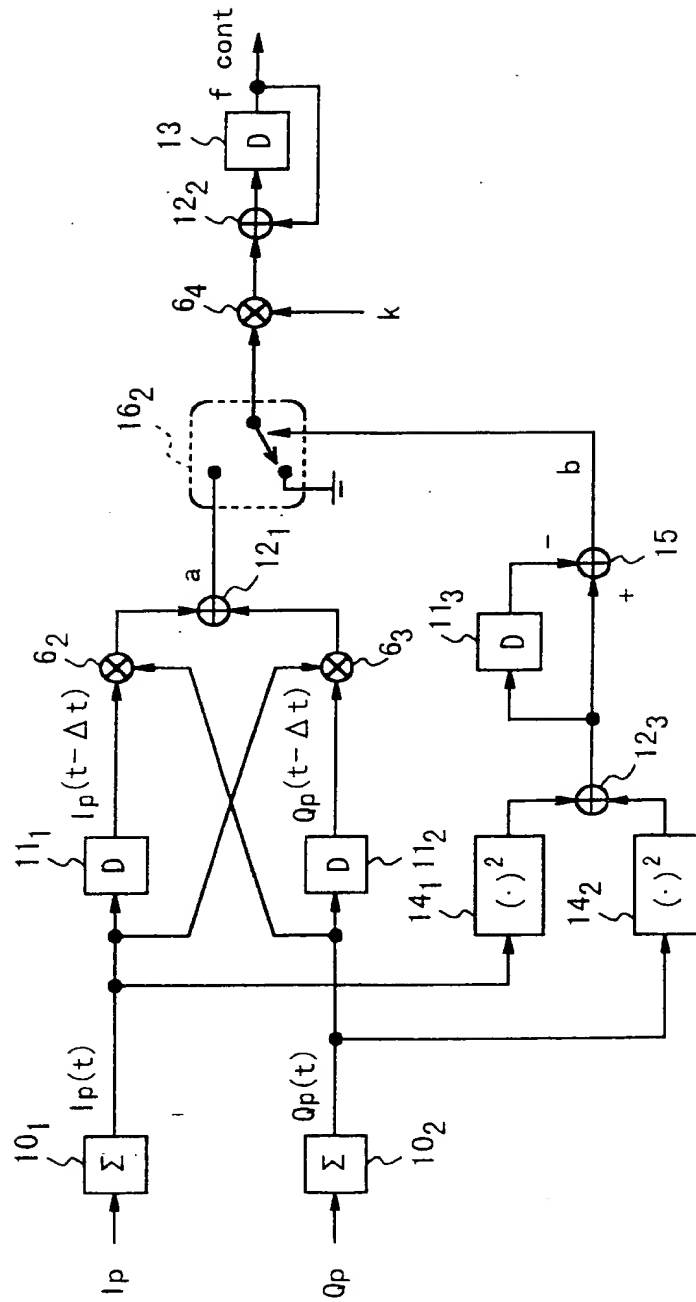 Ip
10₁
Σ
Ip(t)
11₁
D
Ip(t-Δt)
6₂
a
12₁
16₂
6₄
k
12₂
13
D
f cont
Qp
10₂
Σ
Qp(t)
11₂
D
Qp(t-Δt)
6₃
14₁
(·)²
14₂
(·)²
12₃
11₃
D
-
+
15
b